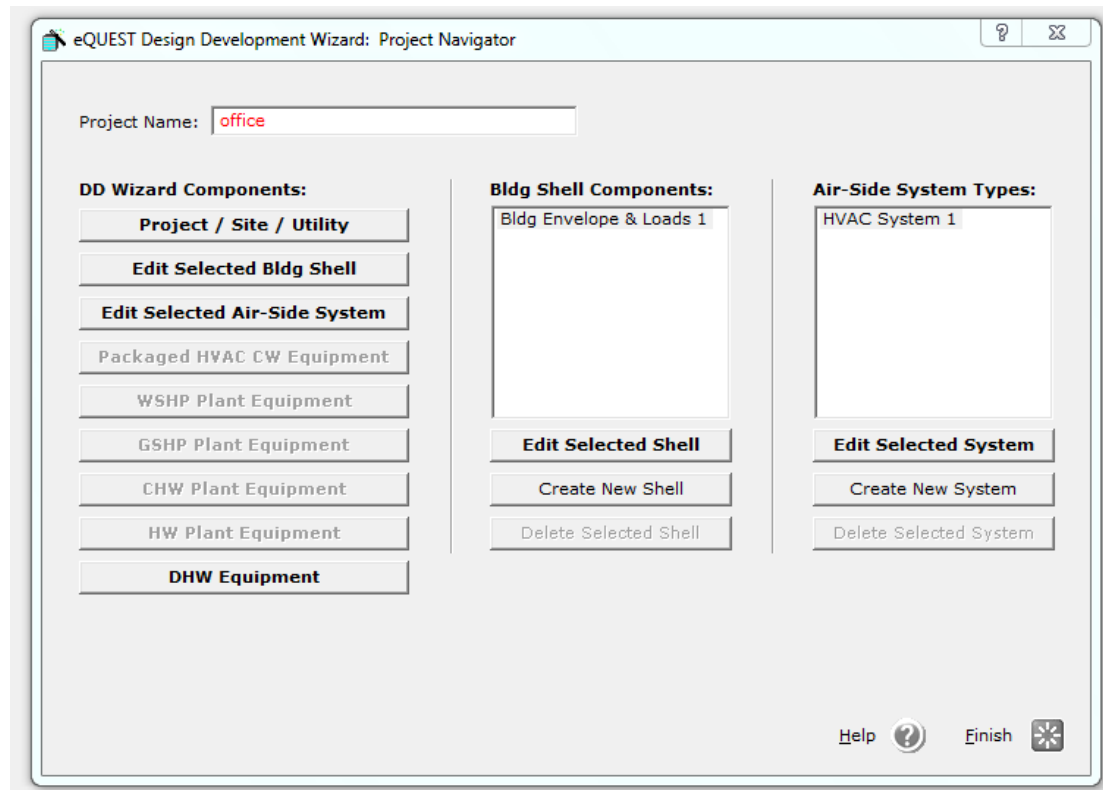 eQUEST Design Development Wizard: Project Navigator
Project Name: office
DD Wizard Components:
Project / Site / Utility
Edit Selected Bldg Shell
Edit Selected Air-Side System
Packaged HVAC CW Equipment
WSHP Plant Equipment
GSHP Plant Equipment
CHW Plant Equipment
HW Plant Equipment
DHW Equipment
Bldg Shell Components:
Bldg Envelope & Loads 1
Edit Selected Shell
Create New Shell
Delete Selected Shell
Air-Side System Types:
HVAC System 1
Edit Selected System
Create New System
Delete Selected System
Help ? Finish